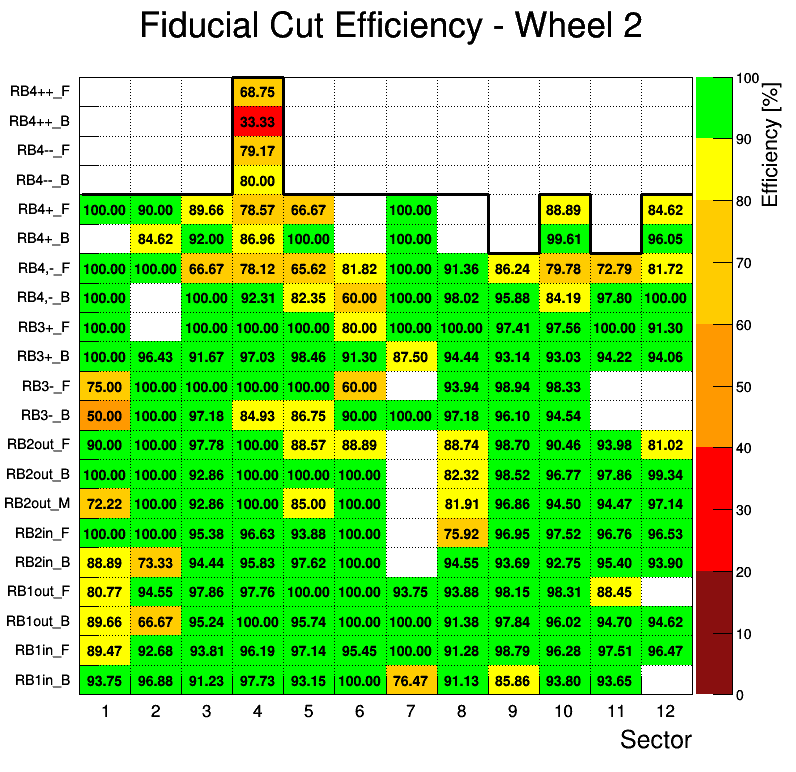 Fiducial Cut Efficiency - Wheel 2
RB4++_F 68.75
RB4++_B 33.33
RB4--_F 79.17
RB4--_B 80.00
RB4+_F 100.00 90.00 89.66 78.57 66.67 100.00 88.89 84.62
RB4+_B 84.62 92.00 86.96 100.00 100.00 99.61 96.05
RB4,-_F 100.00 100.00 66.67 78.12 65.62 81.82 100.00 91.36 86.24 79.78 72.79 81.72
RB4,-_B 100.00 100.00 92.31 82.35 60.00 100.00 98.02 95.88 84.19 97.80 100.00
RB3+_F 100.00 100.00 100.00 100.00 80.00 100.00 100.00 97.41 97.56 100.00 91.30
RB3+_B 100.00 96.43 91.67 97.03 98.46 91.30 87.50 94.44 93.14 93.03 94.22 94.06
RB3-_F 75.00 100.00 100.00 100.00 100.00 60.00 93.94 98.94 98.33
RB3-_B 50.00 100.00 97.18 84.93 86.75 90.00 100.00 97.18 96.10 94.54
RB2out_F 90.00 100.00 97.78 100.00 88.57 88.89 88.74 98.70 90.46 93.98 81.02
RB2out_B 100.00 100.00 92.86 100.00 100.00 100.00 82.32 98.52 96.77 97.86 99.34
RB2out_M 72.22 100.00 92.86 100.00 85.00 100.00 81.91 96.86 94.50 94.47 97.14
RB2in_F 100.00 100.00 95.38 96.63 93.88 100.00 75.92 96.95 97.52 96.76 96.53
RB2in_B 88.89 73.33 94.44 95.83 97.62 100.00 94.55 93.69 92.75 95.40 93.90
RB1out_F 80.77 94.55 97.86 97.76 100.00 100.00 93.75 93.88 98.15 98.31 88.45
RB1out_B 89.66 66.67 95.24 100.00 95.74 100.00 100.00 91.38 97.84 96.02 94.70 94.62
RB1in_F 89.47 92.68 93.81 96.19 97.14 95.45 100.00 91.28 98.79 96.28 97.51 96.47
RB1in_B 93.75 96.88 91.23 97.73 93.15 100.00 76.47 91.13 85.86 93.80 93.65
1 2 3 4 5 6 7 8 9 10 11 12
Sector
100
90
80
70
60
50
40
30
20
10
0
Efficiency [%]